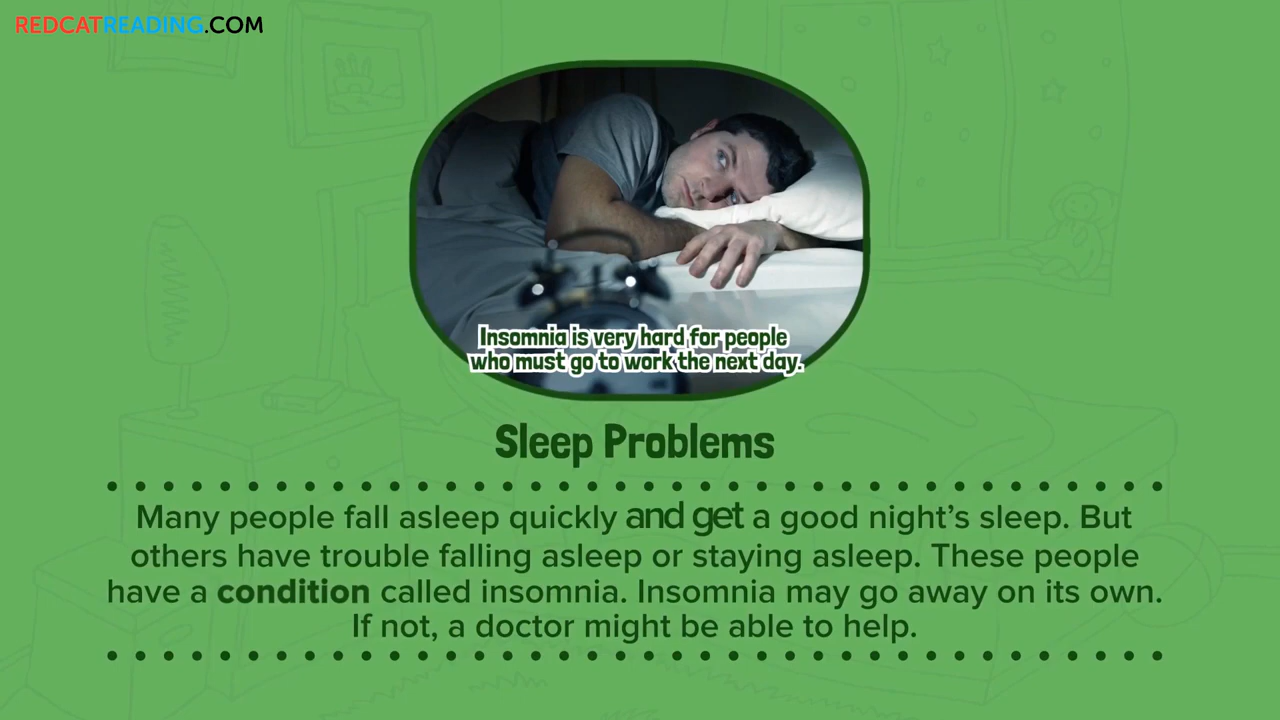 REDCATREADING.COM
Insomnia is very hard for people
who must go to work the next day.
Sleep Problems
Many people fall asleep quickly and get a good night's sleep. But
others have trouble falling asleep or staying asleep. These people
have a condition called insomnia. Insomnia may go away on its own.
If not, a doctor might be able to help.